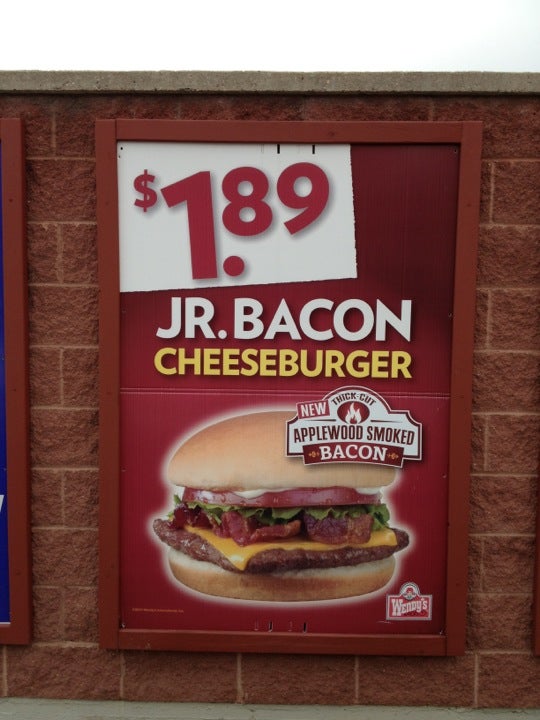 $1.89
JR. BACON
CHEESEBURGER
NEW THICK-CUT
APPLEWOOD SMOKED
BACON
WENDY'S